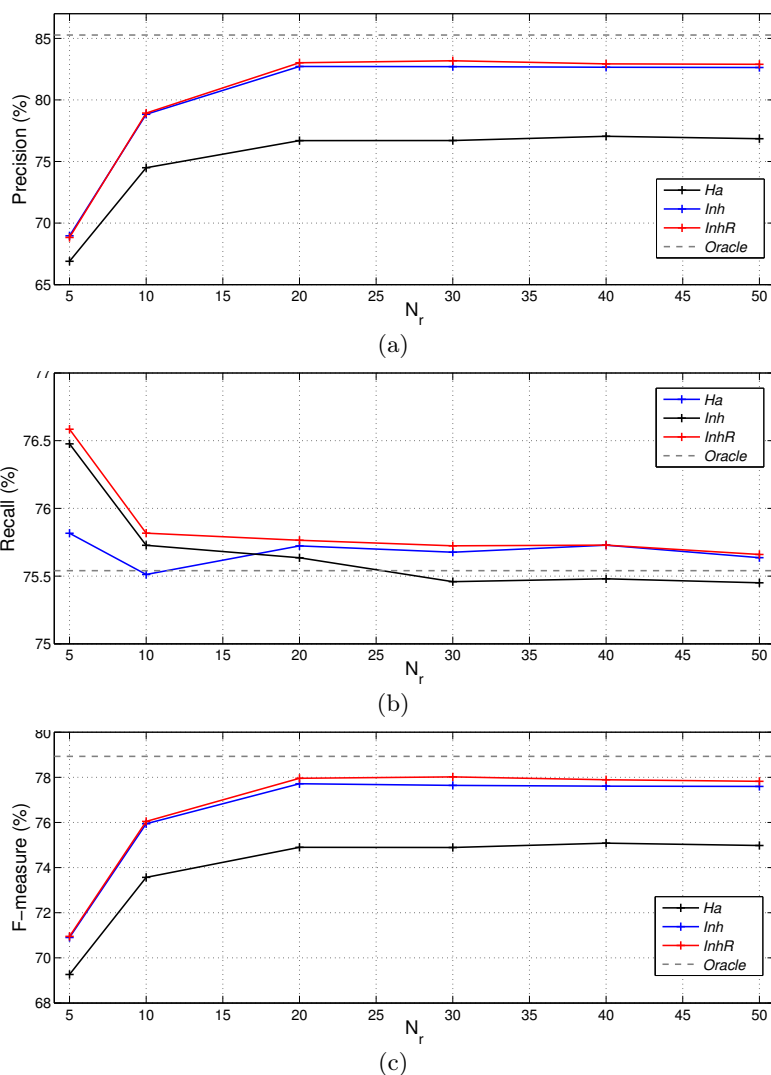 85
80
75
70
65
Precision (%)
Ha
Inh
InhR
Oracle
5 10 15 20 25 30 35 40 45 50
N_r
(a)
77
76.5
76
75.5
75
Recall (%)
Ha
Inh
InhR
Oracle
5 10 15 20 25 30 35 40 45 50
N_r
(b)
80
78
76
74
72
70
68
F-measure (%)
Ha
Inh
InhR
Oracle
5 10 15 20 25 30 35 40 45 50
N_r
(c)